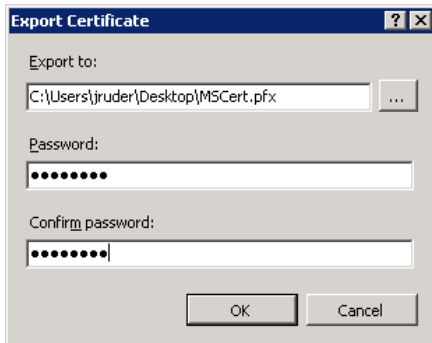 Export Certificate
Export to:
C:\Users\jruder\Desktop\MSCert.pfx
...
Password:
●●●●●●●●
Confirm password:
●●●●●●●●
OK Cancel